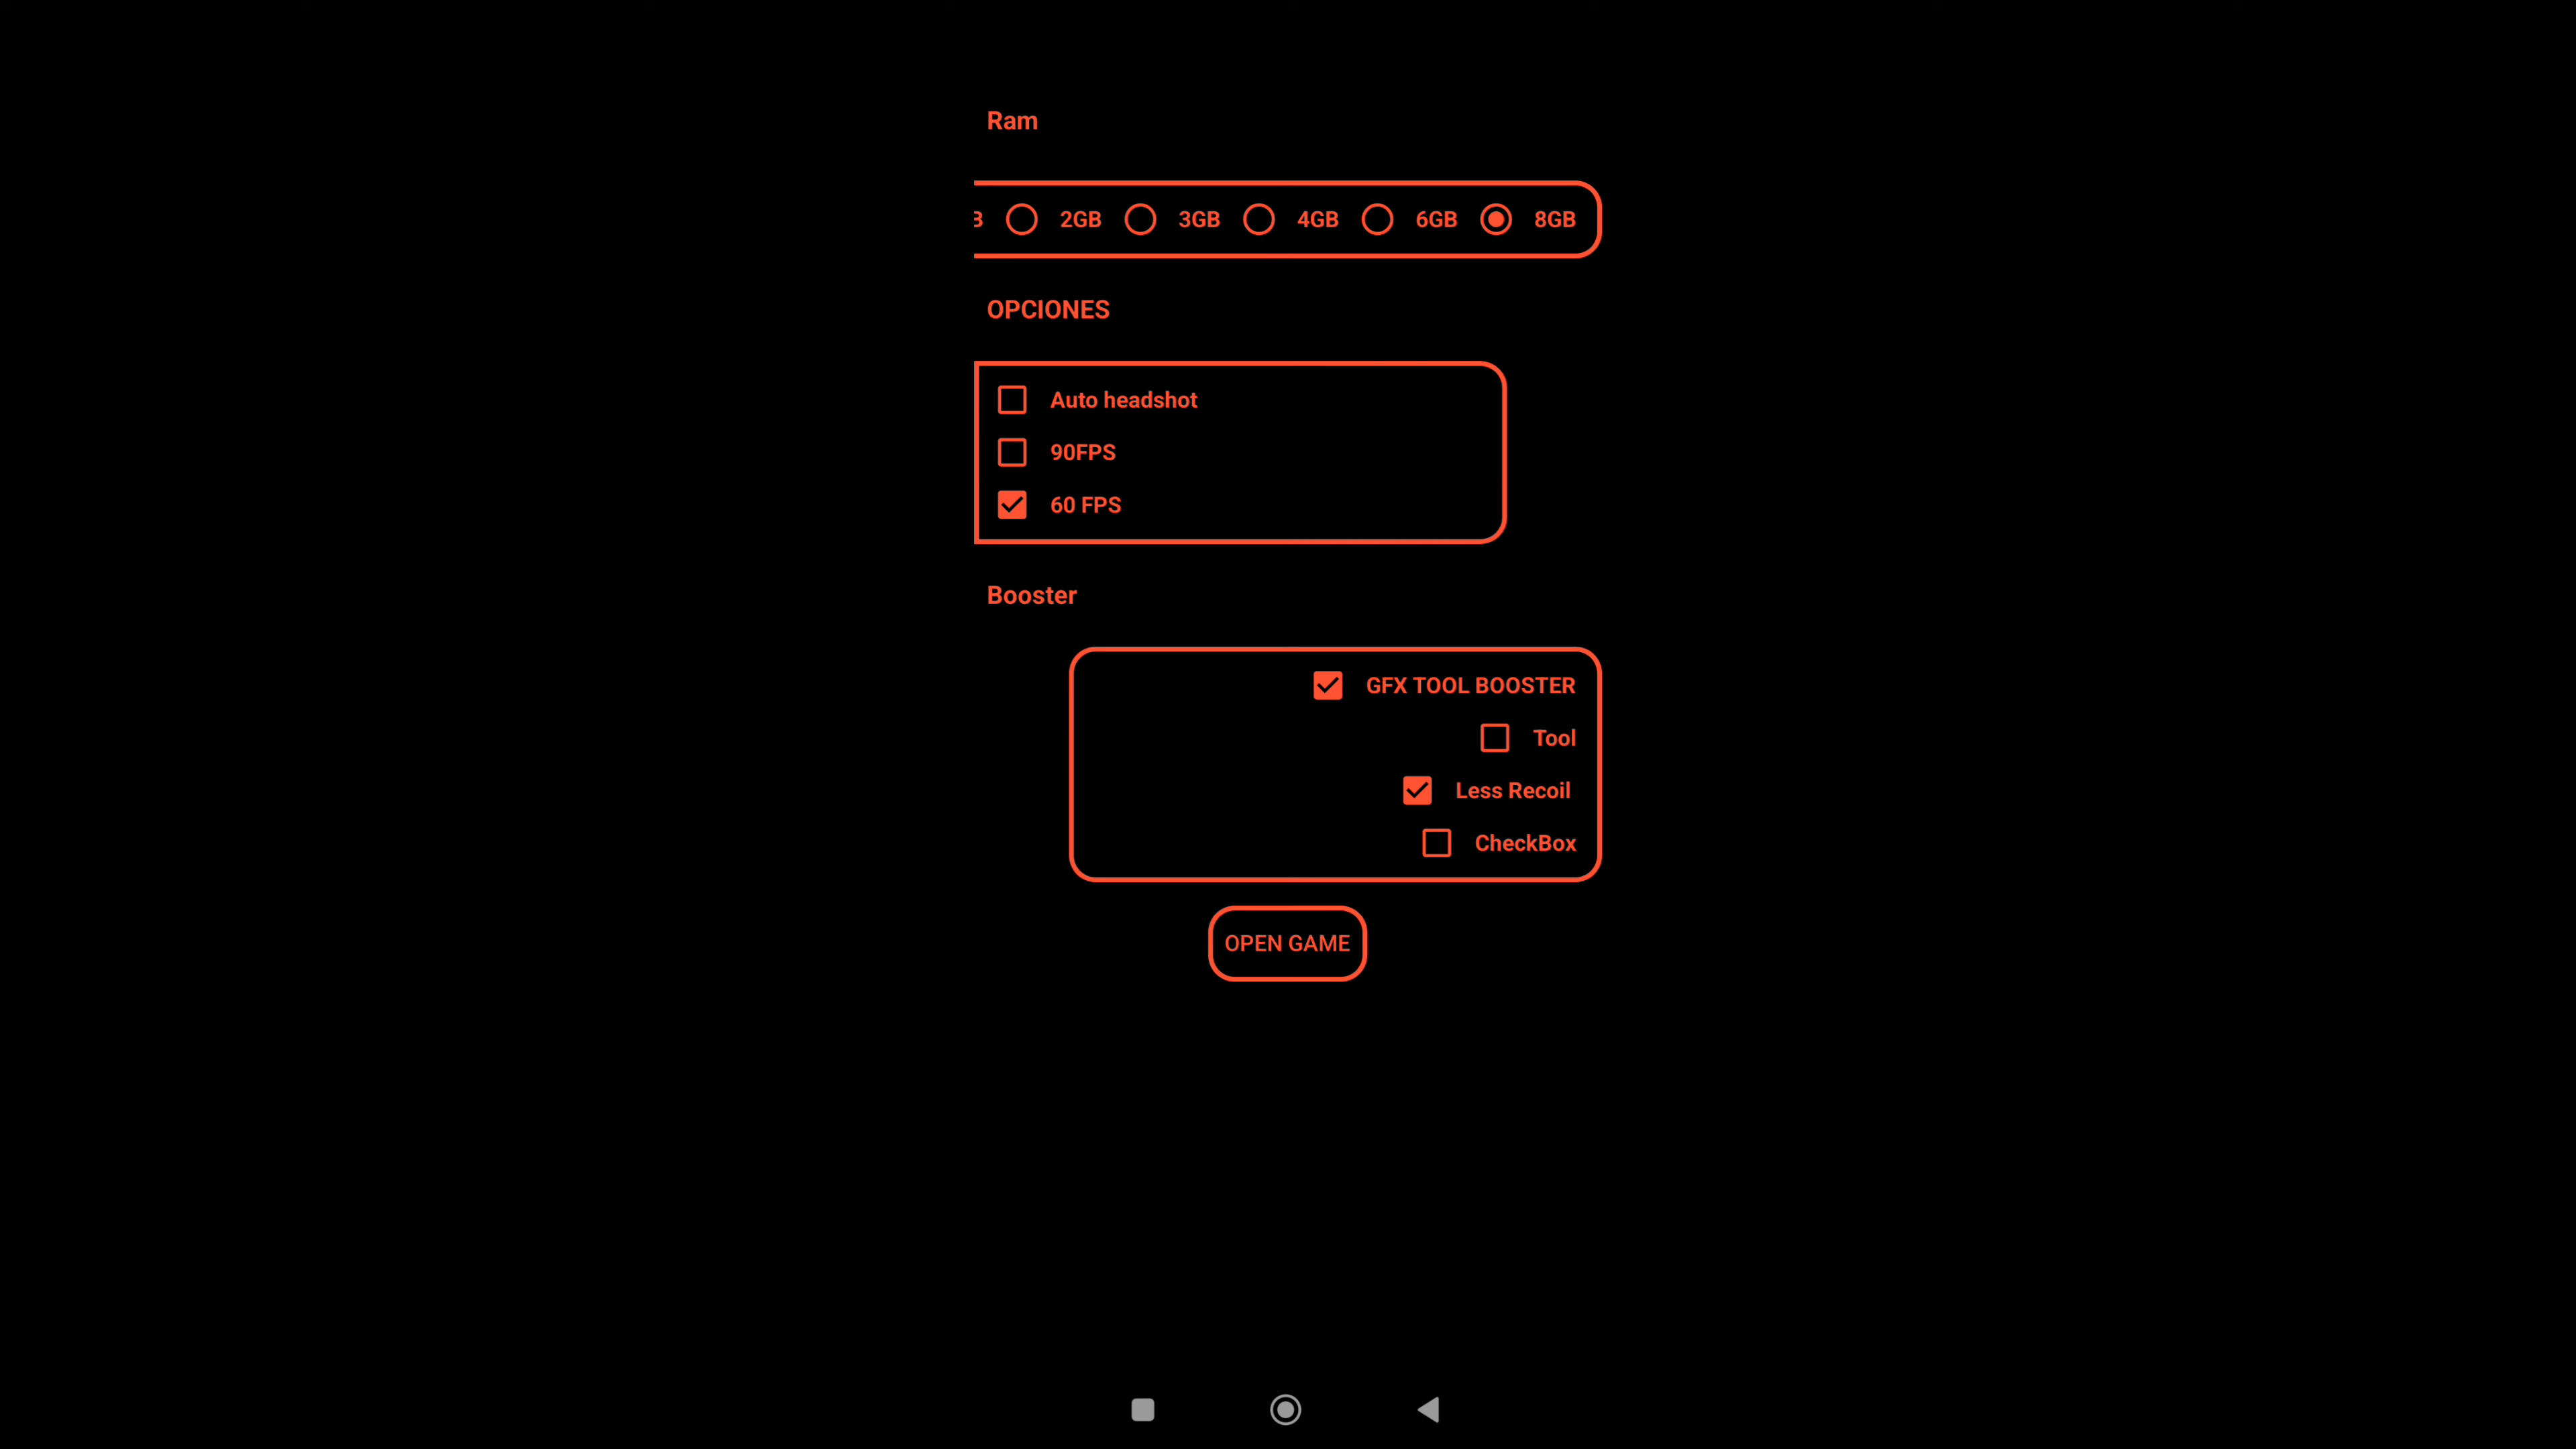 Ram
B 2GB 3GB 4GB 6GB 8GB
OPCIONES
Auto headshot
90FPS
60 FPS
Booster
GFX TOOL BOOSTER
Tool
Less Recoil
CheckBox
OPEN GAME